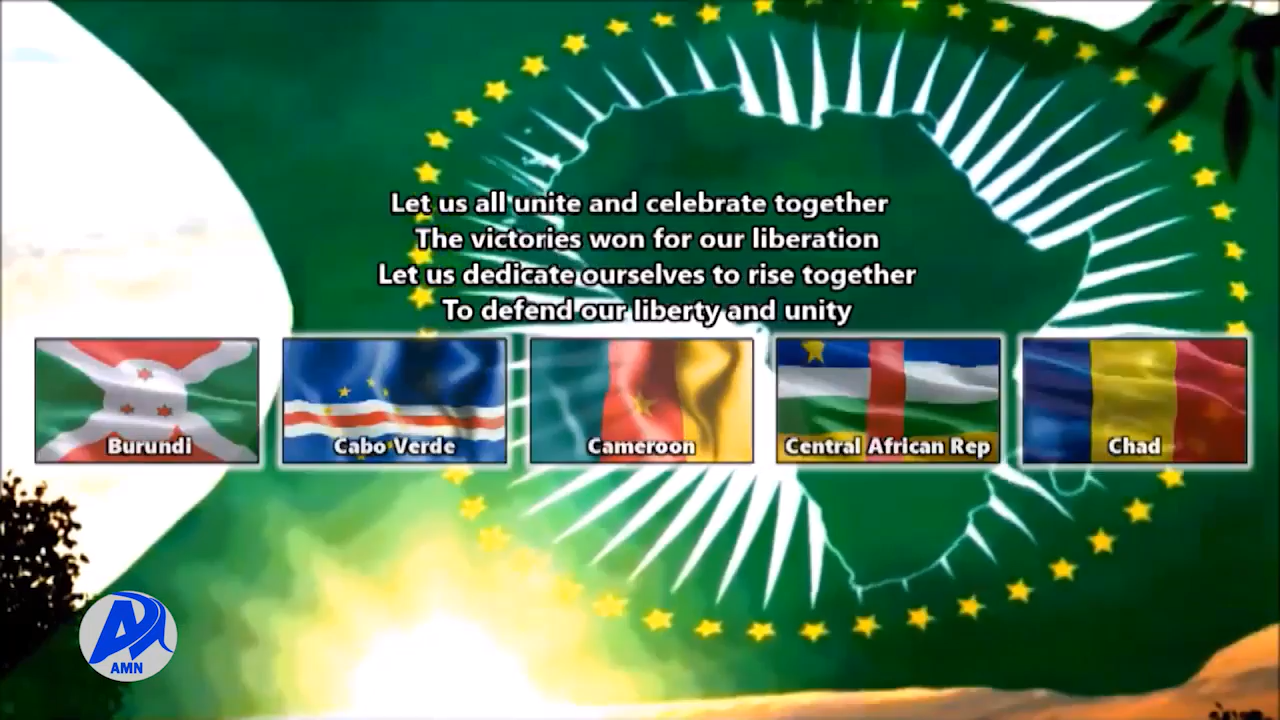 Let us all unite and celebrate together
The victories won for our liberation
Let us dedicate ourselves to rise together
To defend our liberty and unity
Burundi
Cabo Verde
Cameroon
Central African Rep
Chad
AMN